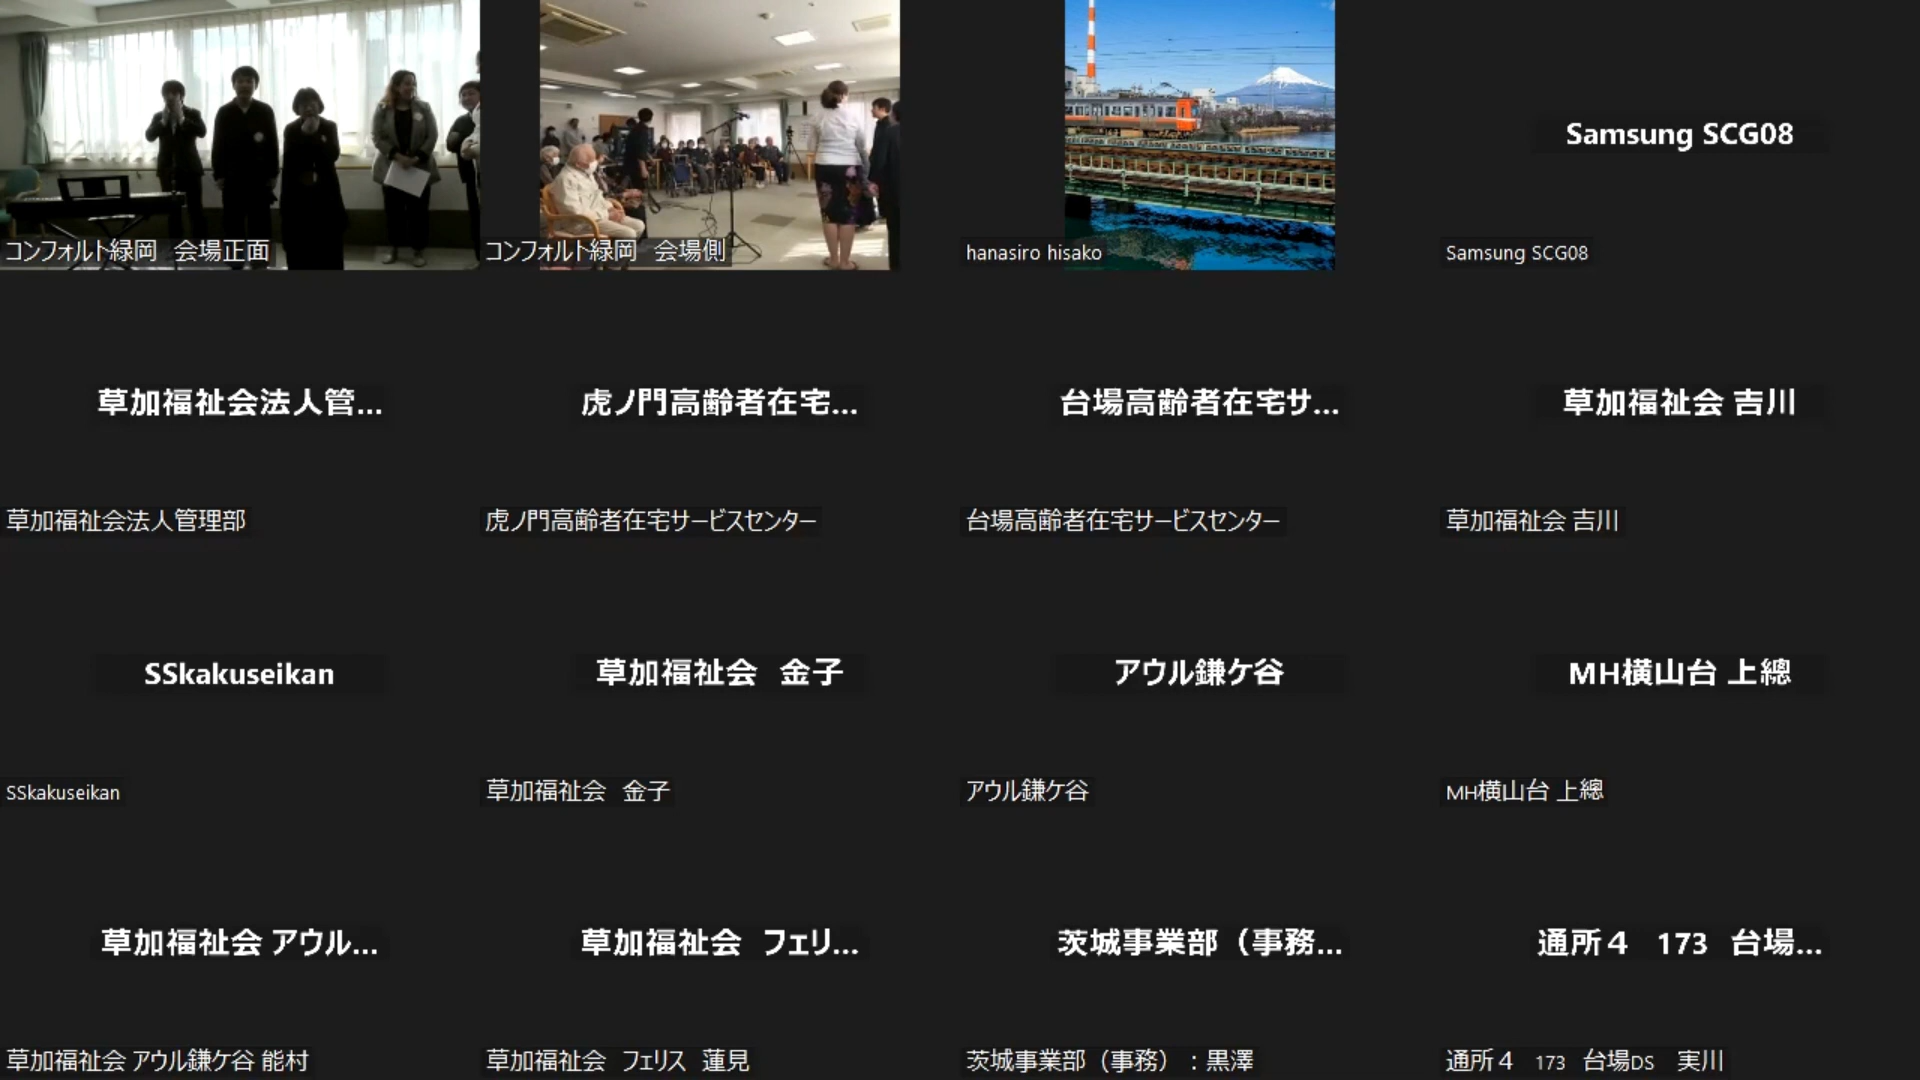 コンフォルト緑岡　会場正面
コンフォルト緑岡　会場側
hanasiro hisako
Samsung SCG08
Samsung SCG08
草加福祉会法人管...
虎ノ門高齢者在宅...
台場高齢者在宅サ...
草加福祉会 吉川
草加福祉会法人管理部
虎ノ門高齢者在宅サービスセンター
台場高齢者在宅サービスセンター
草加福祉会 吉川
SSkakuseikan
草加福祉会　金子
アウル鎌ケ谷
MH横山台 上總
SSkakuseikan
草加福祉会　金子
アウル鎌ケ谷
MH横山台 上總
草加福祉会 アウル...
草加福祉会　フェリ...
茨城事業部（事務...
通所４　173　台場...
草加福祉会 アウル鎌ケ谷 能村
草加福祉会　フェリス　蓮見
茨城事業部（事務）：黒澤
通所４　173　台場DS　実川